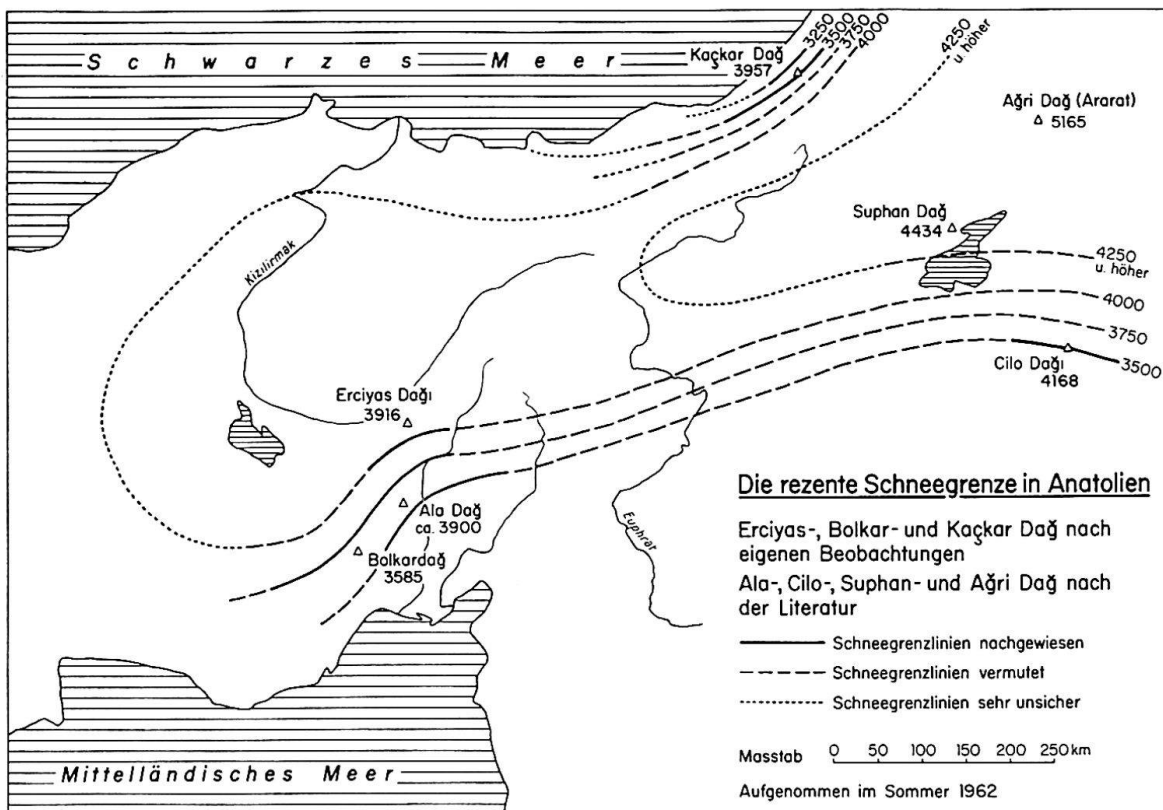 Schwarzes Meer
Kaçkar Dağ
3957
3250
3500
3750
4000
4250
u. höher
Ağri Dağ (Ararat)
5165
Suphan Dağ
4434
Kızılırmak
4250
u. höher
4000
3750
3500
Cilo Dağı
4168
Erciyas Dağı
3916
Ala Dağ
ca. 3900
Bolkardağ
3585
Euphrat
Die rezente Schneegrenze in Anatolien
Erciyas-, Bolkar- und Kaçkar Dağ nach
eigenen Beobachtungen
Ala-, Cilo-, Suphan- und Ağri Dağ nach
der Literatur
Schneegrenzlinien nachgewiesen
Schneegrenzlinien vermutet
Schneegrenzlinien sehr unsicher
Masstab 0 50 100 150 200 250 km
Aufgenommen im Sommer 1962
Mittelländisches Meer